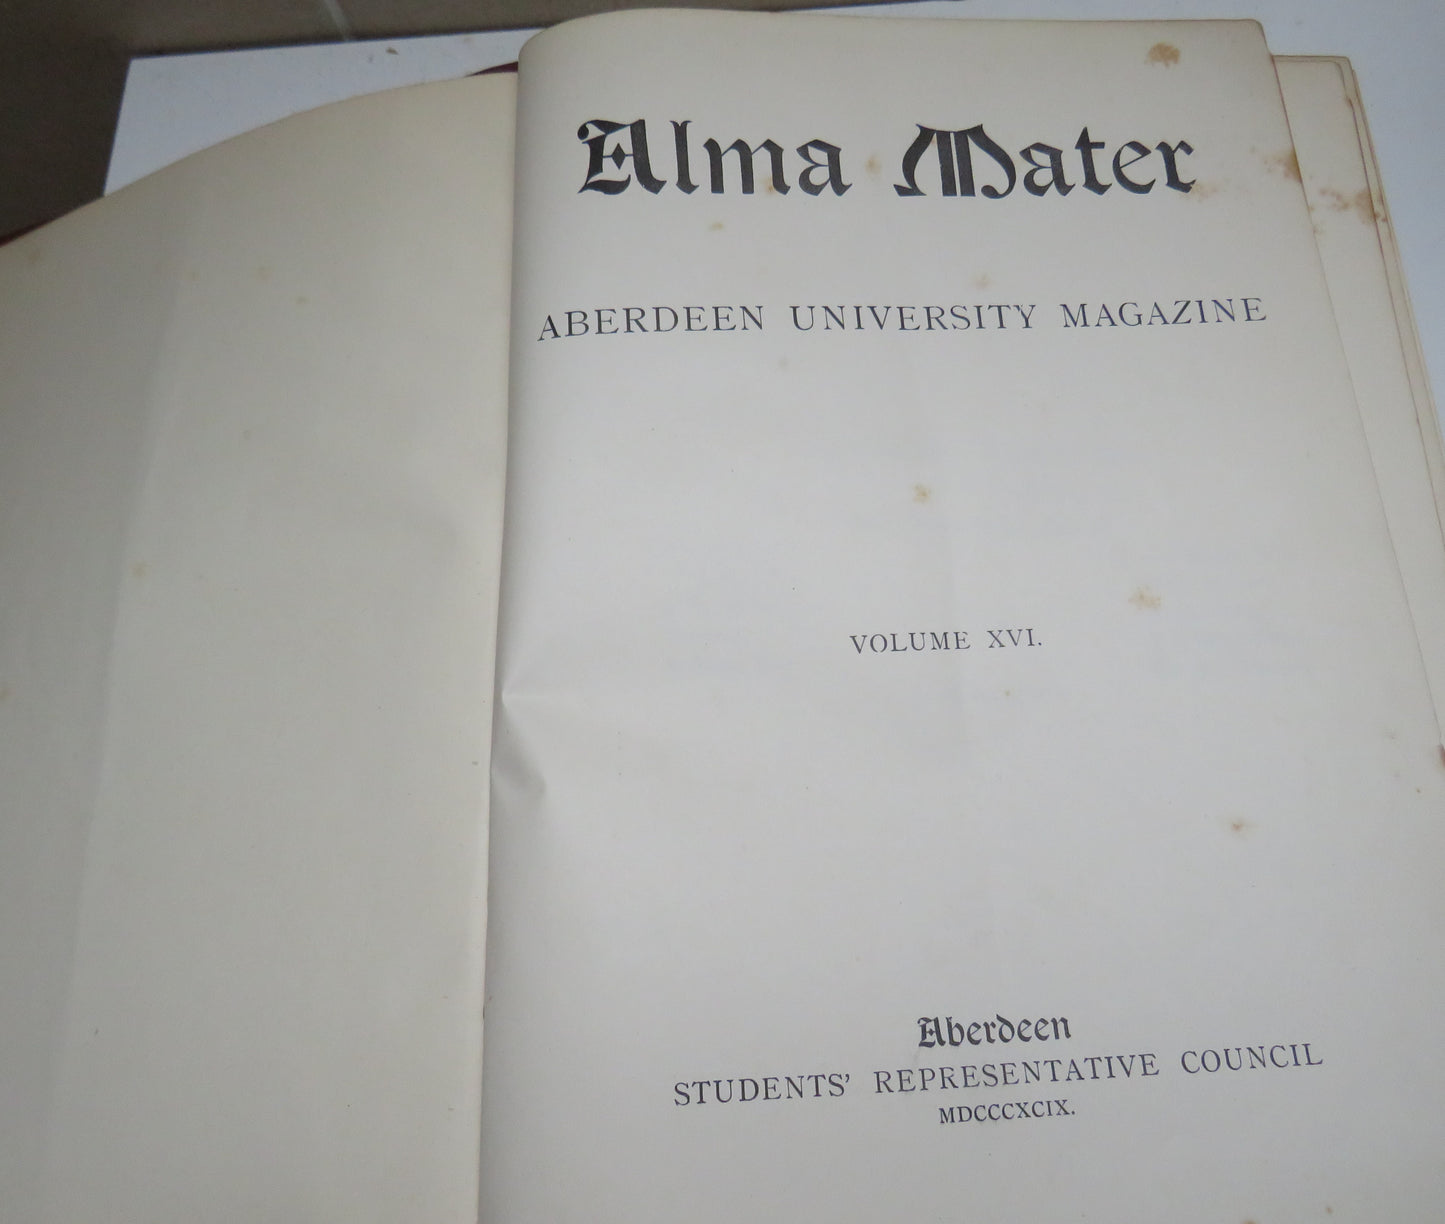 Alma Mater
ABERDEEN UNIVERSITY MAGAZINE
VOLUME XVI.
Aberdeen
STUDENTS' REPRESENTATIVE COUNCIL
MDCCCXCIX.